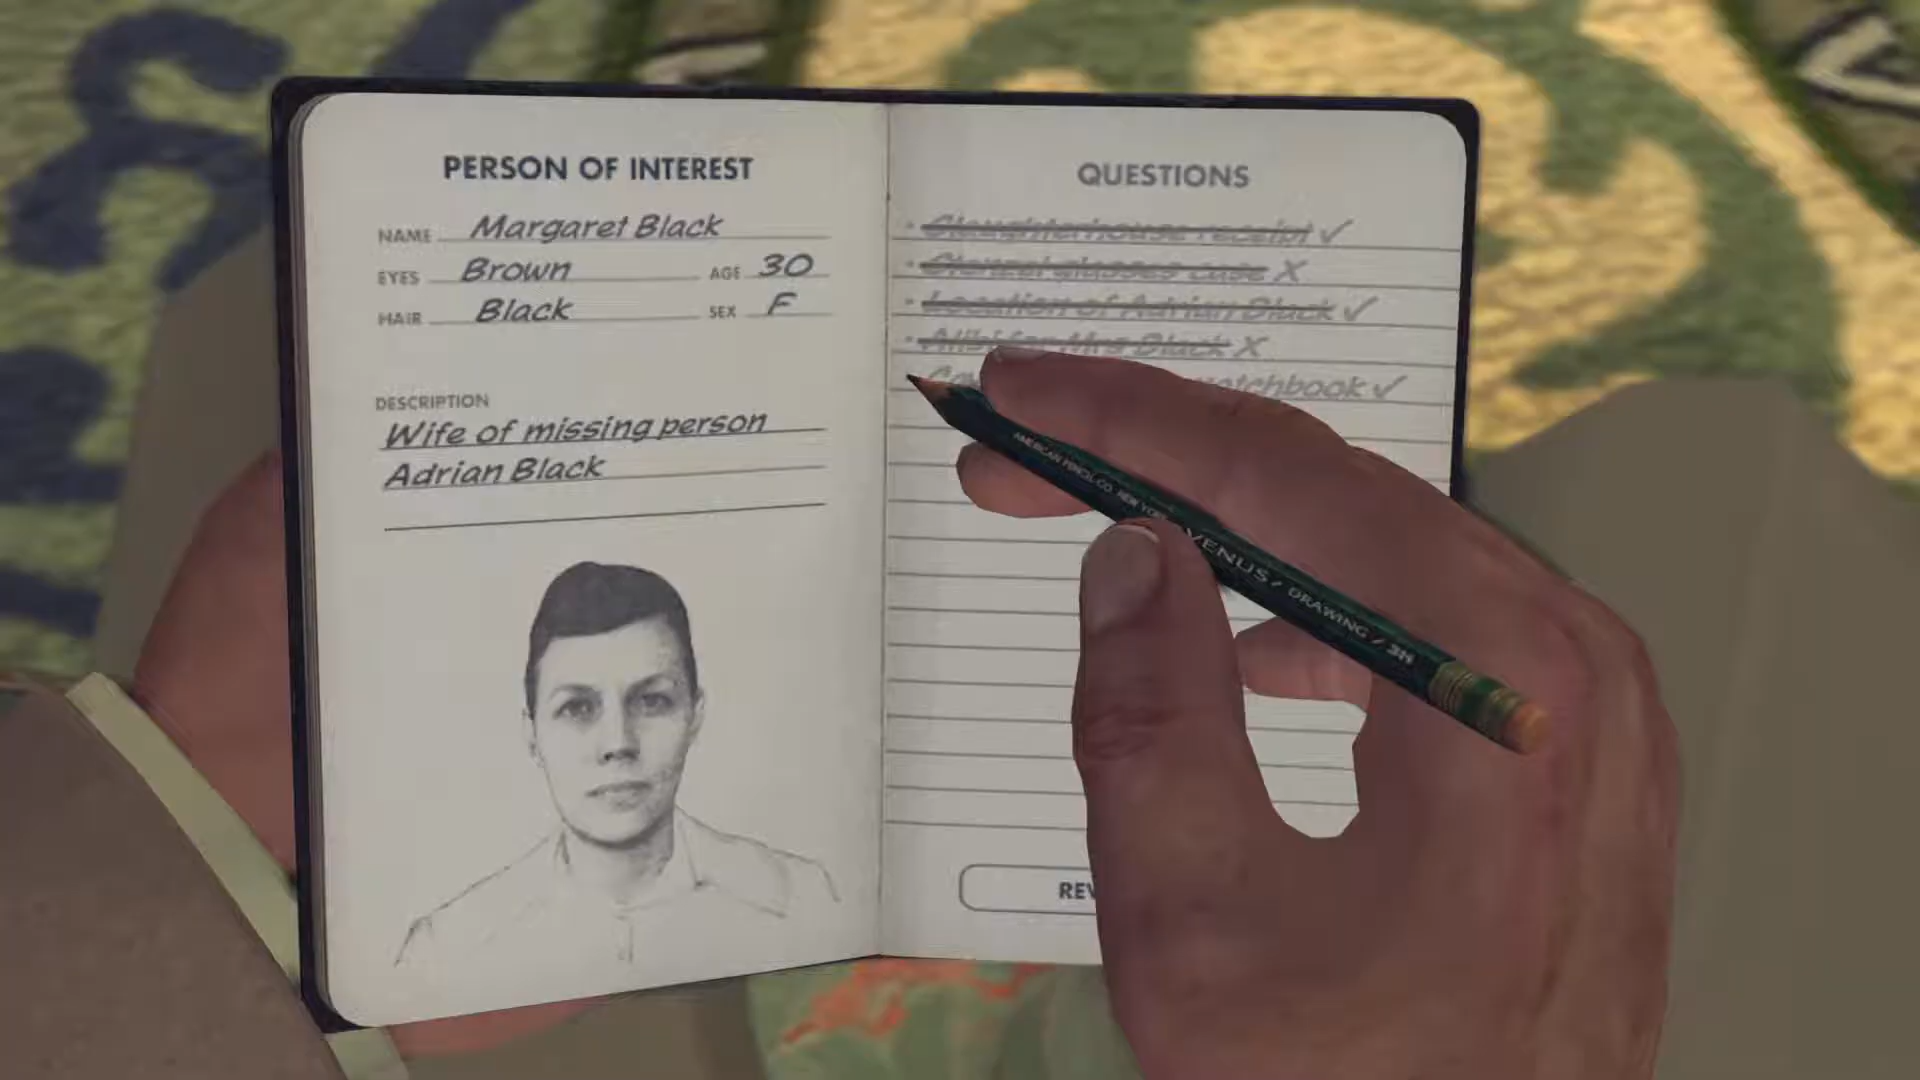 PERSON OF INTEREST
NAME Margaret Black
EYES Brown AGE 30
HAIR Black SEX F
DESCRIPTION
Wife of missing person
Adrian Black
QUESTIONS
Slaughterhouse receipt ✓
Stenzel glasses case X
Location of Adrian Black ✓
Alibi for Mrs Black X
✓
AMERICAN PENCIL CO. NEW YORK
VENUS / DRAWING / 3H